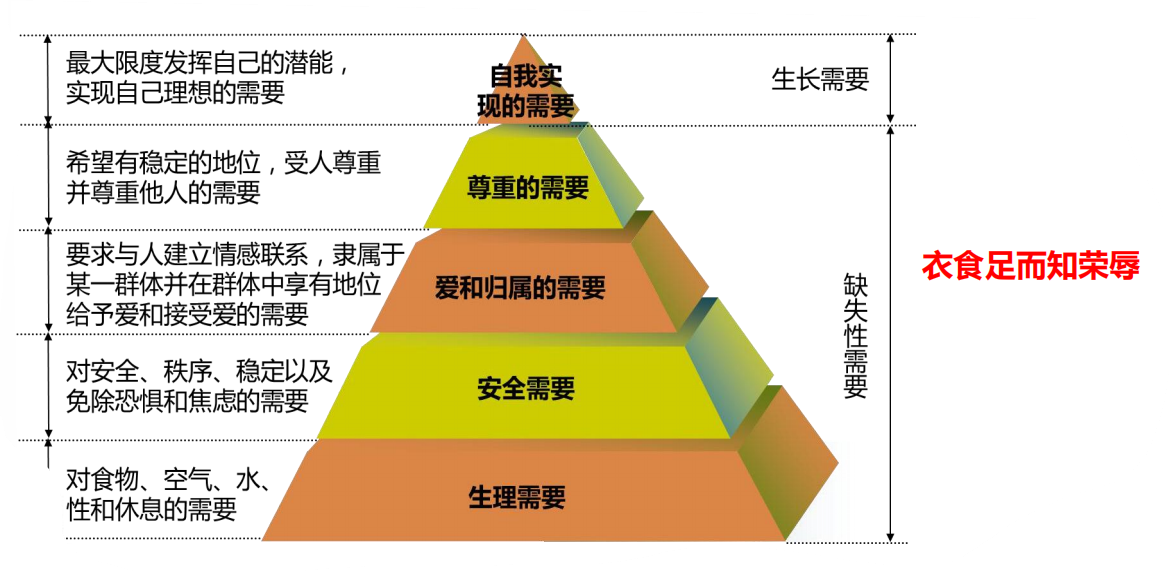 最大限度发挥自己的潜能，
实现自己理想的需要
自我实
现的需要
生长需要
希望有稳定的地位，受人尊重
并尊重他人的需要
尊重的需要
要求与人建立情感联系，隶属于
某一群体并在群体中享有地位
给予爱和接受爱的需要
爱和归属的需要
缺失性需要
衣食足而知荣辱
对安全、秩序、稳定以及
免除恐惧和焦虑的需要
安全需要
对食物、空气、水、
性和休息的需要
生理需要